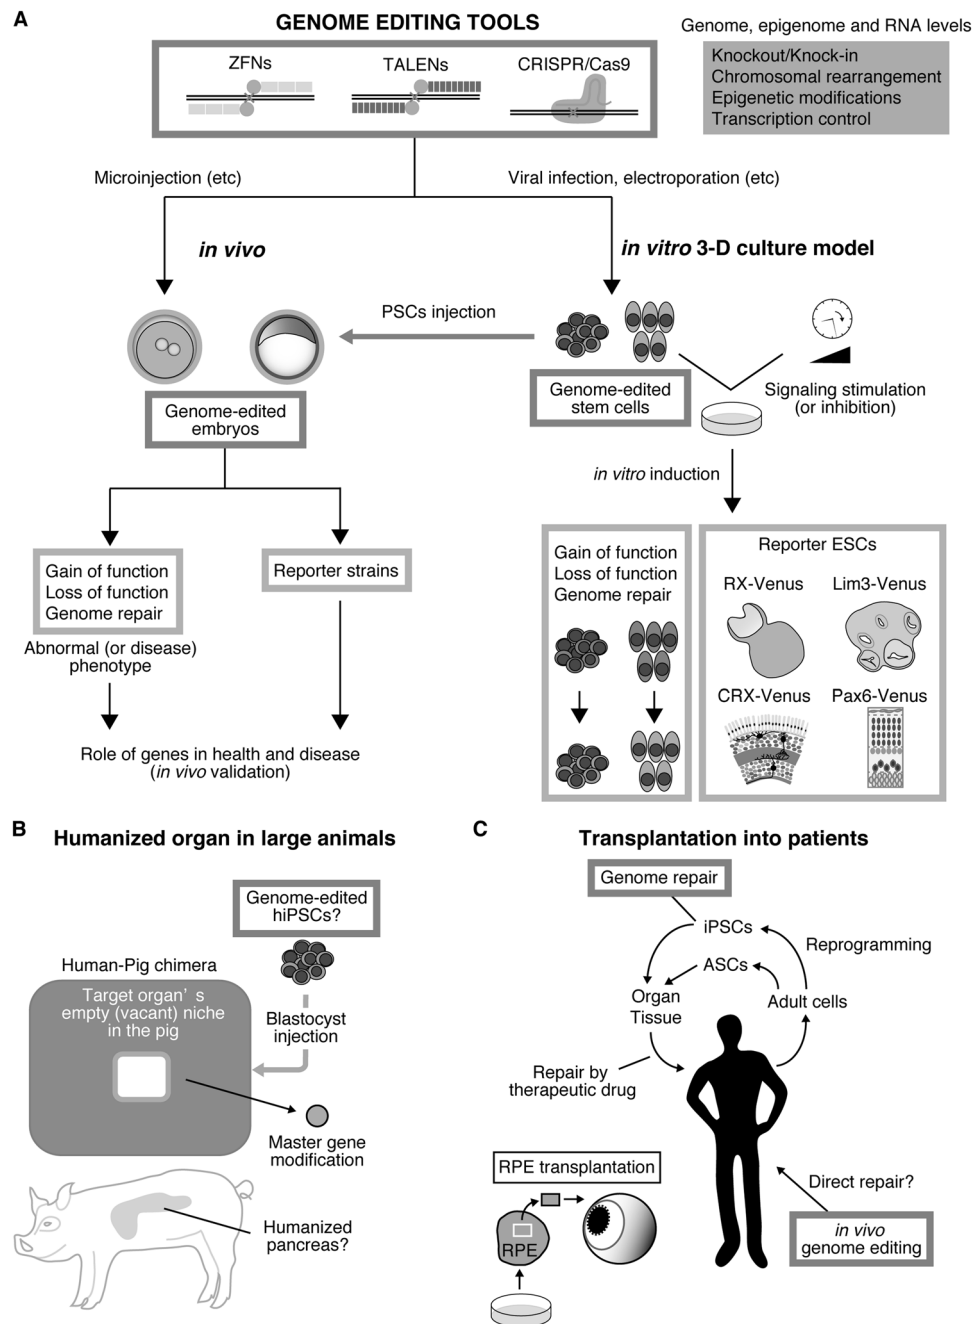 A
GENOME EDITING TOOLS
Genome, epigenome and RNA levels
ZFNs
TALENs
CRISPR/Cas9
Knockout/Knock-in
Chromosomal rearrangement
Epigenetic modifications
Transcription control
Microinjection (etc)
Viral infection, electroporation (etc)
in vivo
in vitro 3-D culture model
PSCs injection
Genome-edited
embryos
Genome-edited
stem cells
Signaling stimulation
(or inhibition)
in vitro induction
Gain of function
Loss of function
Genome repair
Reporter strains
Abnormal (or disease)
phenotype
Role of genes in health and disease
(in vivo validation)
Gain of function
Loss of function
Genome repair
Reporter ESCs
RX-Venus
Lim3-Venus
CRX-Venus
Pax6-Venus
B
Humanized organ in large animals
Genome-edited
hiPSCs?
Human-Pig chimera
Target organ's
empty (vacant) niche
in the pig
Blastocyst
injection
Master gene
modification
Humanized
pancreas?
C
Transplantation into patients
Genome repair
iPSCs
Reprogramming
ASCs
Organ
Tissue
Adult cells
Repair by
therapeutic drug
RPE transplantation
RPE
Direct repair?
in vivo
genome editing